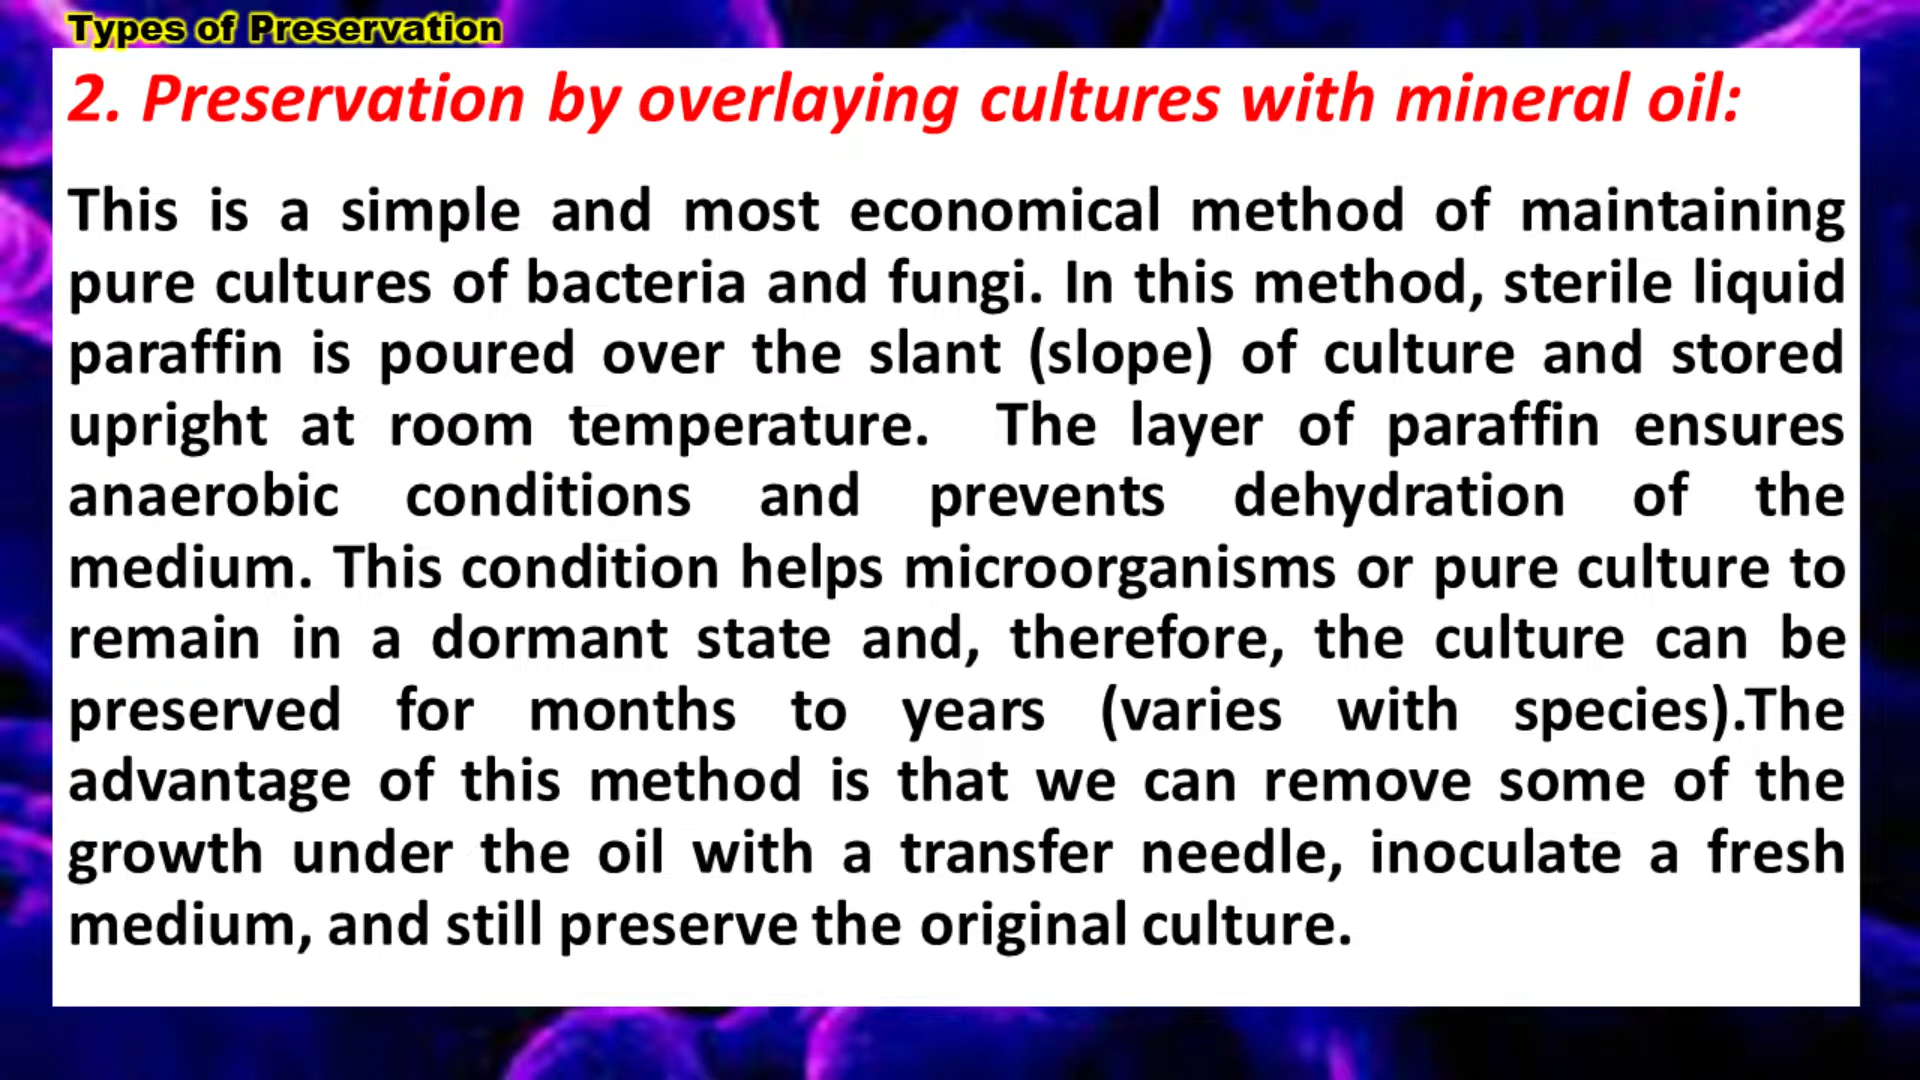 Types of Preservation
2. Preservation by overlaying cultures with mineral oil:
This is a simple and most economical method of maintaining
pure cultures of bacteria and fungi. In this method, sterile liquid
paraffin is poured over the slant (slope) of culture and stored
upright at room temperature. The layer of paraffin ensures
anaerobic conditions and prevents dehydration of the
medium. This condition helps microorganisms or pure culture to
remain in a dormant state and, therefore, the culture can be
preserved for months to years (varies with species).The
advantage of this method is that we can remove some of the
growth under the oil with a transfer needle, inoculate a fresh
medium, and still preserve the original culture.